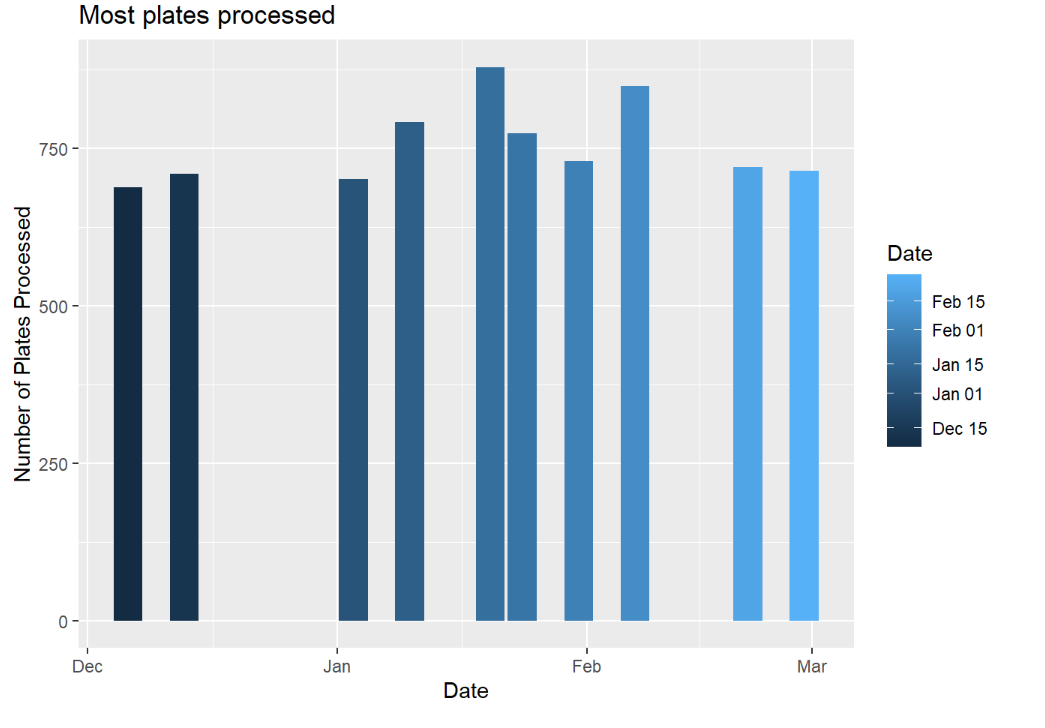 Most plates processed
Number of Plates Processed
750
500
250
0
Dec
Jan
Feb
Mar
Date
Date
Feb 15
Feb 01
Jan 15
Jan 01
Dec 15